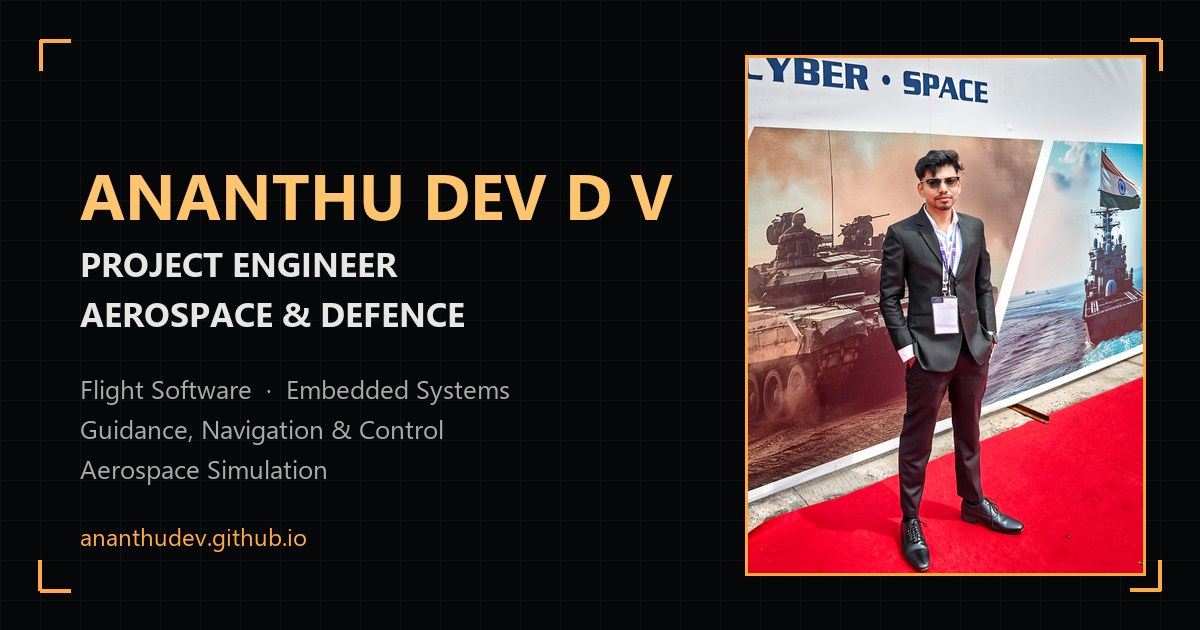 ANANTHU DEV D V
PROJECT ENGINEER
AEROSPACE & DEFENCE
Flight Software · Embedded Systems
Guidance, Navigation & Control
Aerospace Simulation
ananthudev.github.io
CYBER · SPACE